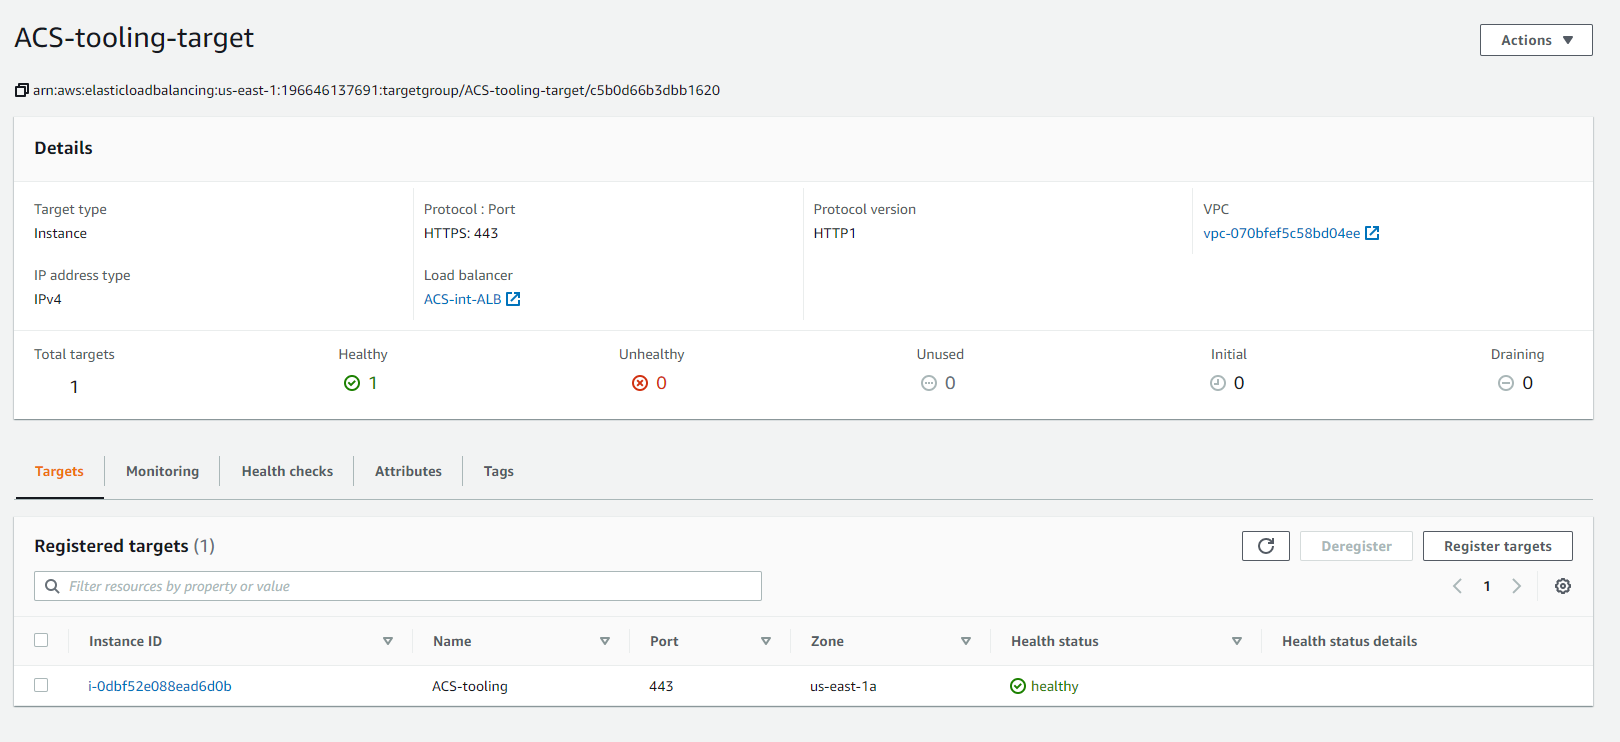 ACS-tooling-target
Actions
arn:aws:elasticloadbalancing:us-east-1:196646137691:targetgroup/ACS-tooling-target/c5b0d66b3dbb1620
Details
Target type Protocol : Port Protocol version VPC
Instance HTTPS: 443 HTTP1 vpc-070bfef5c58bd04ee
IP address type Load balancer
IPv4 ACS-int-ALB
Total targets Healthy Unhealthy Unused Initial Draining
1 1 0 0 0 0
Targets Monitoring Health checks Attributes Tags
Registered targets (1) Deregister Register targets
Filter resources by property or value 1
Instance ID Name Port Zone Health status Health status details
i-0dbf52e088ead6d0b ACS-tooling 443 us-east-1a healthy